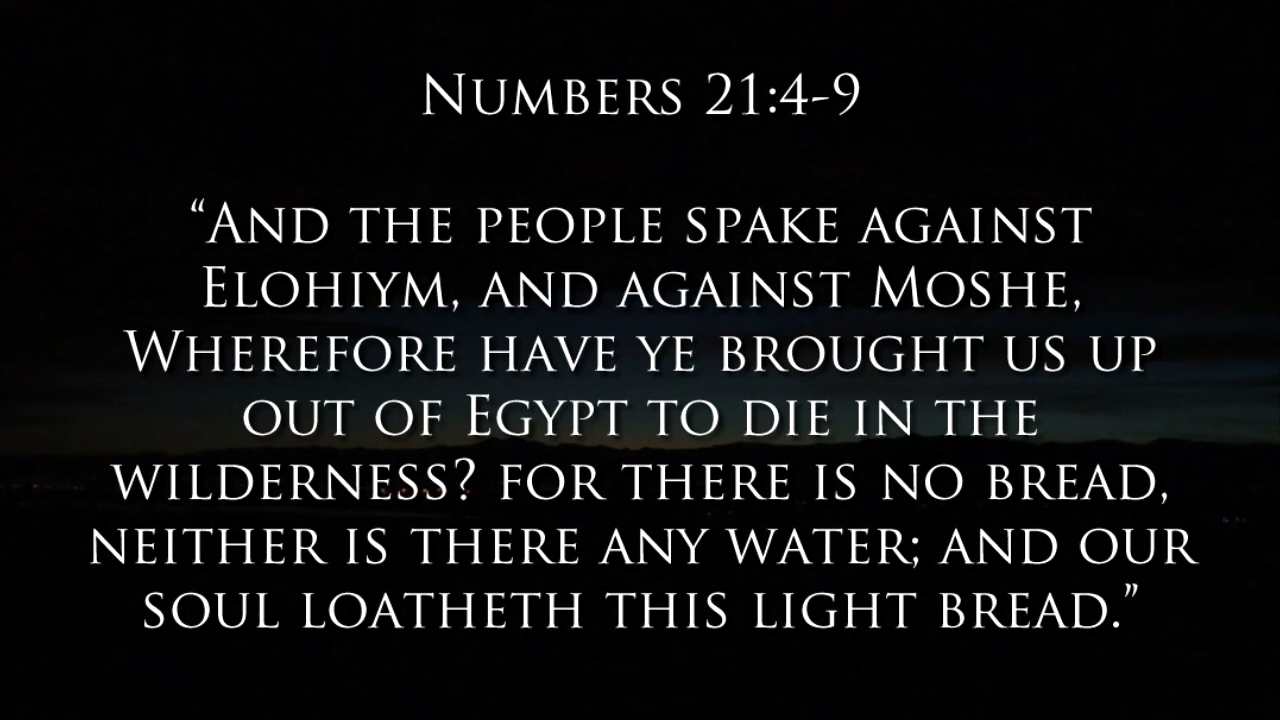 Numbers 21:4-9
“And the people spake against
Elohiym, and against Moshe,
Wherefore have ye brought us up
out of Egypt to die in the
wilderness? for there is no bread,
neither is there any water; and our
soul loatheth this light bread.”